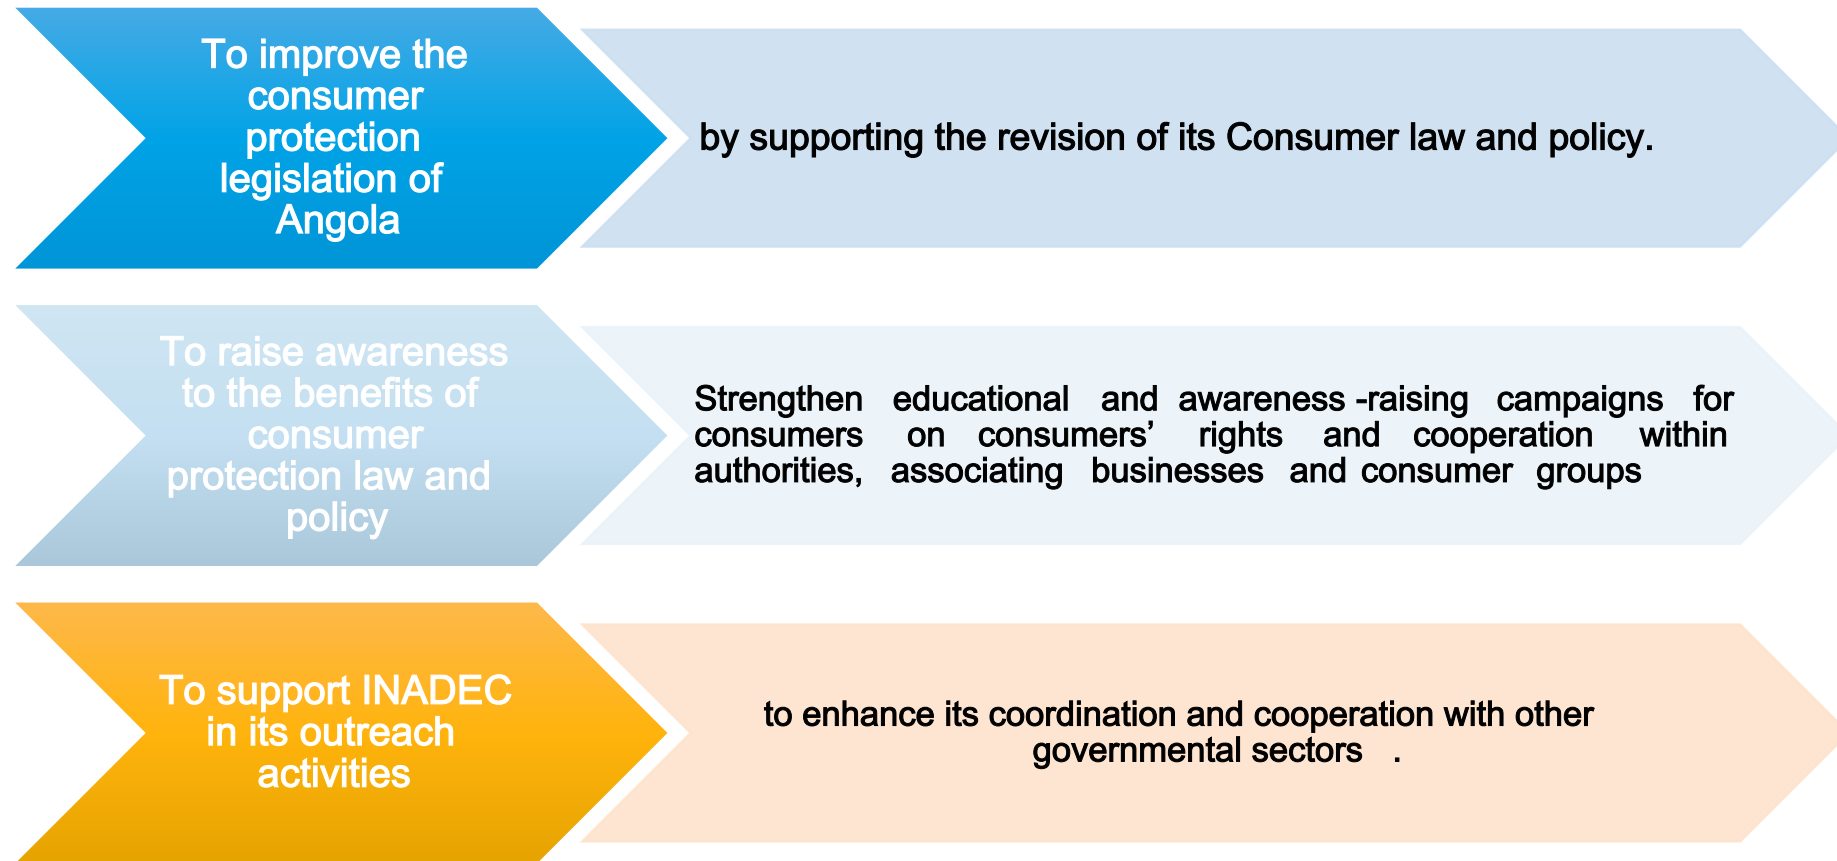 To improve the
consumer
protection
legislation of
Angola
by supporting the revision of its Consumer law and policy.
To raise awareness
to the benefits of
consumer
protection law and
policy
Strengthen educational and awareness -raising campaigns for
consumers on consumers’ rights and cooperation within
authorities, associating businesses and consumer groups
To support INADEC
in its outreach
activities
to enhance its coordination and cooperation with other
governmental sectors .